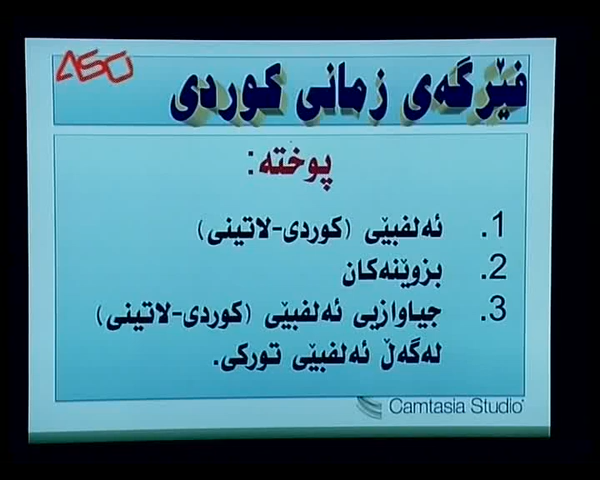 ASO
فێرگەی زمانی کوردی
پوختە:
1. ئەلفبێی (کوردی-لاتینی)
2. بزوێنەکان
3. جیاوازیی ئەلفبێی (کوردی-لاتینی)
لەگەڵ ئەلفبێی تورکی.
Camtasia Studio